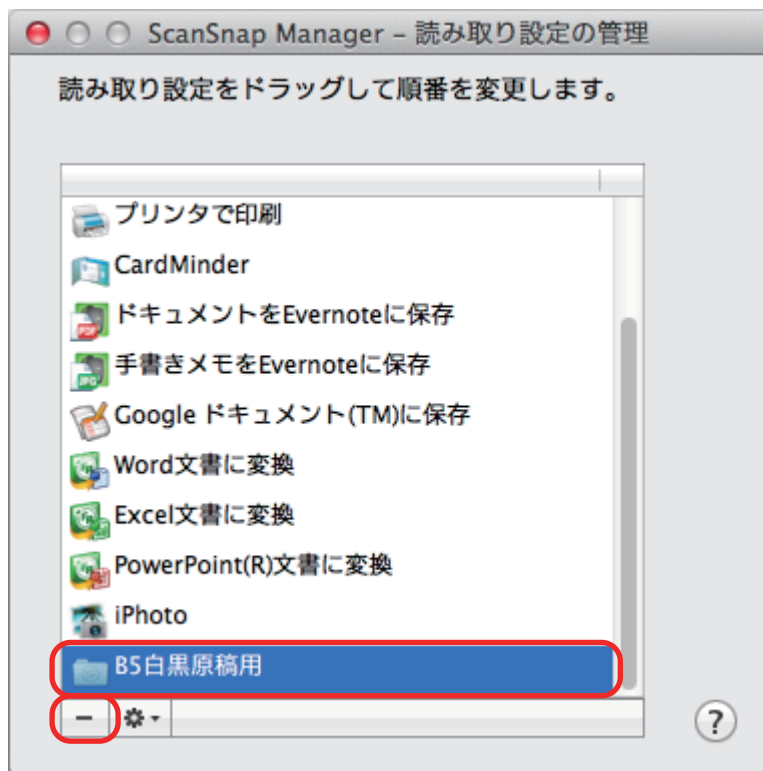 ScanSnap Manager – 読み取り設定の管理
読み取り設定をドラッグして順番を変更します。
プリンタで印刷
CardMinder
ドキュメントをEvernoteに保存
手書きメモをEvernoteに保存
Google ドキュメント(TM)に保存
Word文書に変換
Excel文書に変換
PowerPoint(R)文書に変換
iPhoto
B5白黒原稿用
?